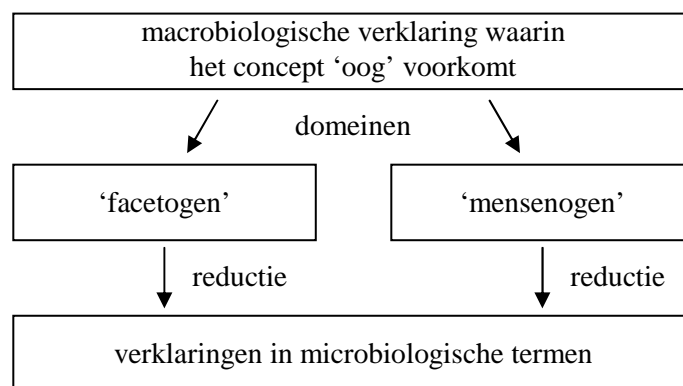 macrobiologische verklaring waarin
het concept ‘oog’ voorkomt
domeinen
‘facetogen’
‘mensenogen’
reductie
reductie
verklaringen in microbiologische termen